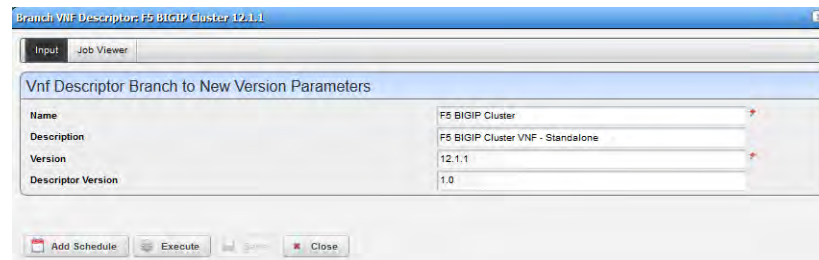 Branch VNF Descriptor: F5 BIGIP Cluster 12.1.1
Input Job Viewer
Vnf Descriptor Branch to New Version Parameters
Name F5 BIGIP Cluster *
Description F5 BIGIP Cluster VNF - Standalone
Version 12.1.1 *
Descriptor Version 1.0
Add Schedule Execute Save Close